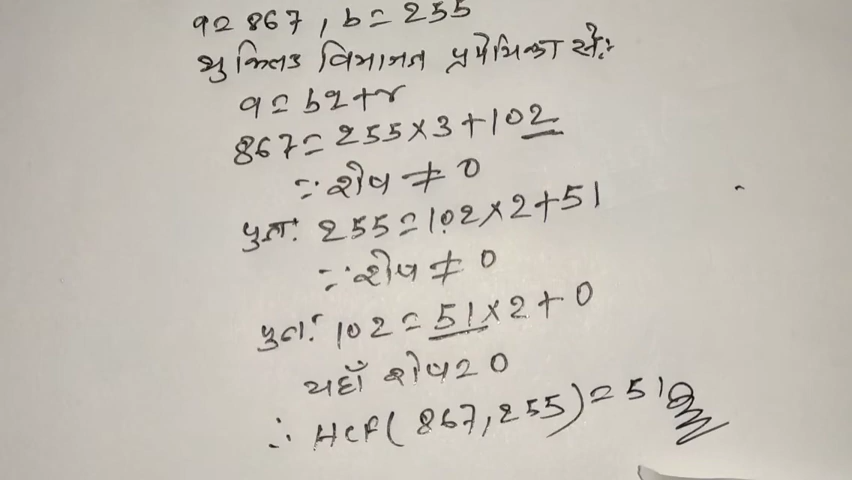 a = 867, b = 255
युक्लिड विभाजन प्रमेयिका से:
a = bq + r
867 = 255 × 3 + 102
∵ शेष ≠ 0
पुनः 255 = 102 × 2 + 51
∵ शेष ≠ 0
पुनः 102 = 51 × 2 + 0
यहाँ शेष = 0
∴ HCF(867, 255) = 51